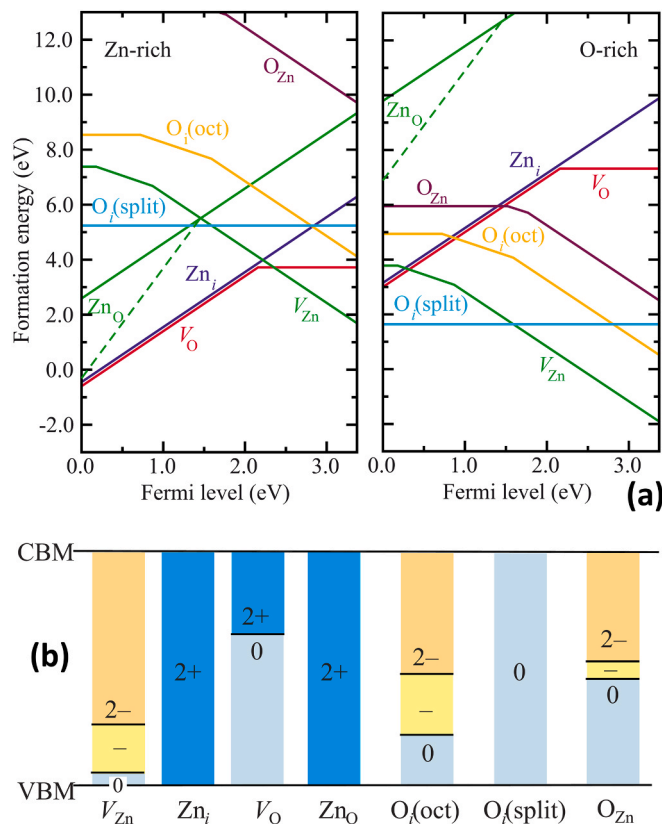 Zn-rich
O-rich
Formation energy (eV)
12.0
10.0
8.0
6.0
4.0
2.0
0.0
-2.0
O_Zn
O_i(oct)
O_i(split)
Zn_i
Zn_O
V_O
V_Zn
0.0 1.0 2.0 3.0
Fermi level (eV)
Zn_O
Zn_i
V_O
O_Zn
O_i(oct)
O_i(split)
V_Zn
0.0 1.0 2.0 3.0
Fermi level (eV)
(a)
CBM
(b)
2+
0
2– 2+ 2+ 2– 0 2–
– – –
0 0 0
VBM
V_Zn Zn_i V_O Zn_O O_i(oct) O_i(split) O_Zn